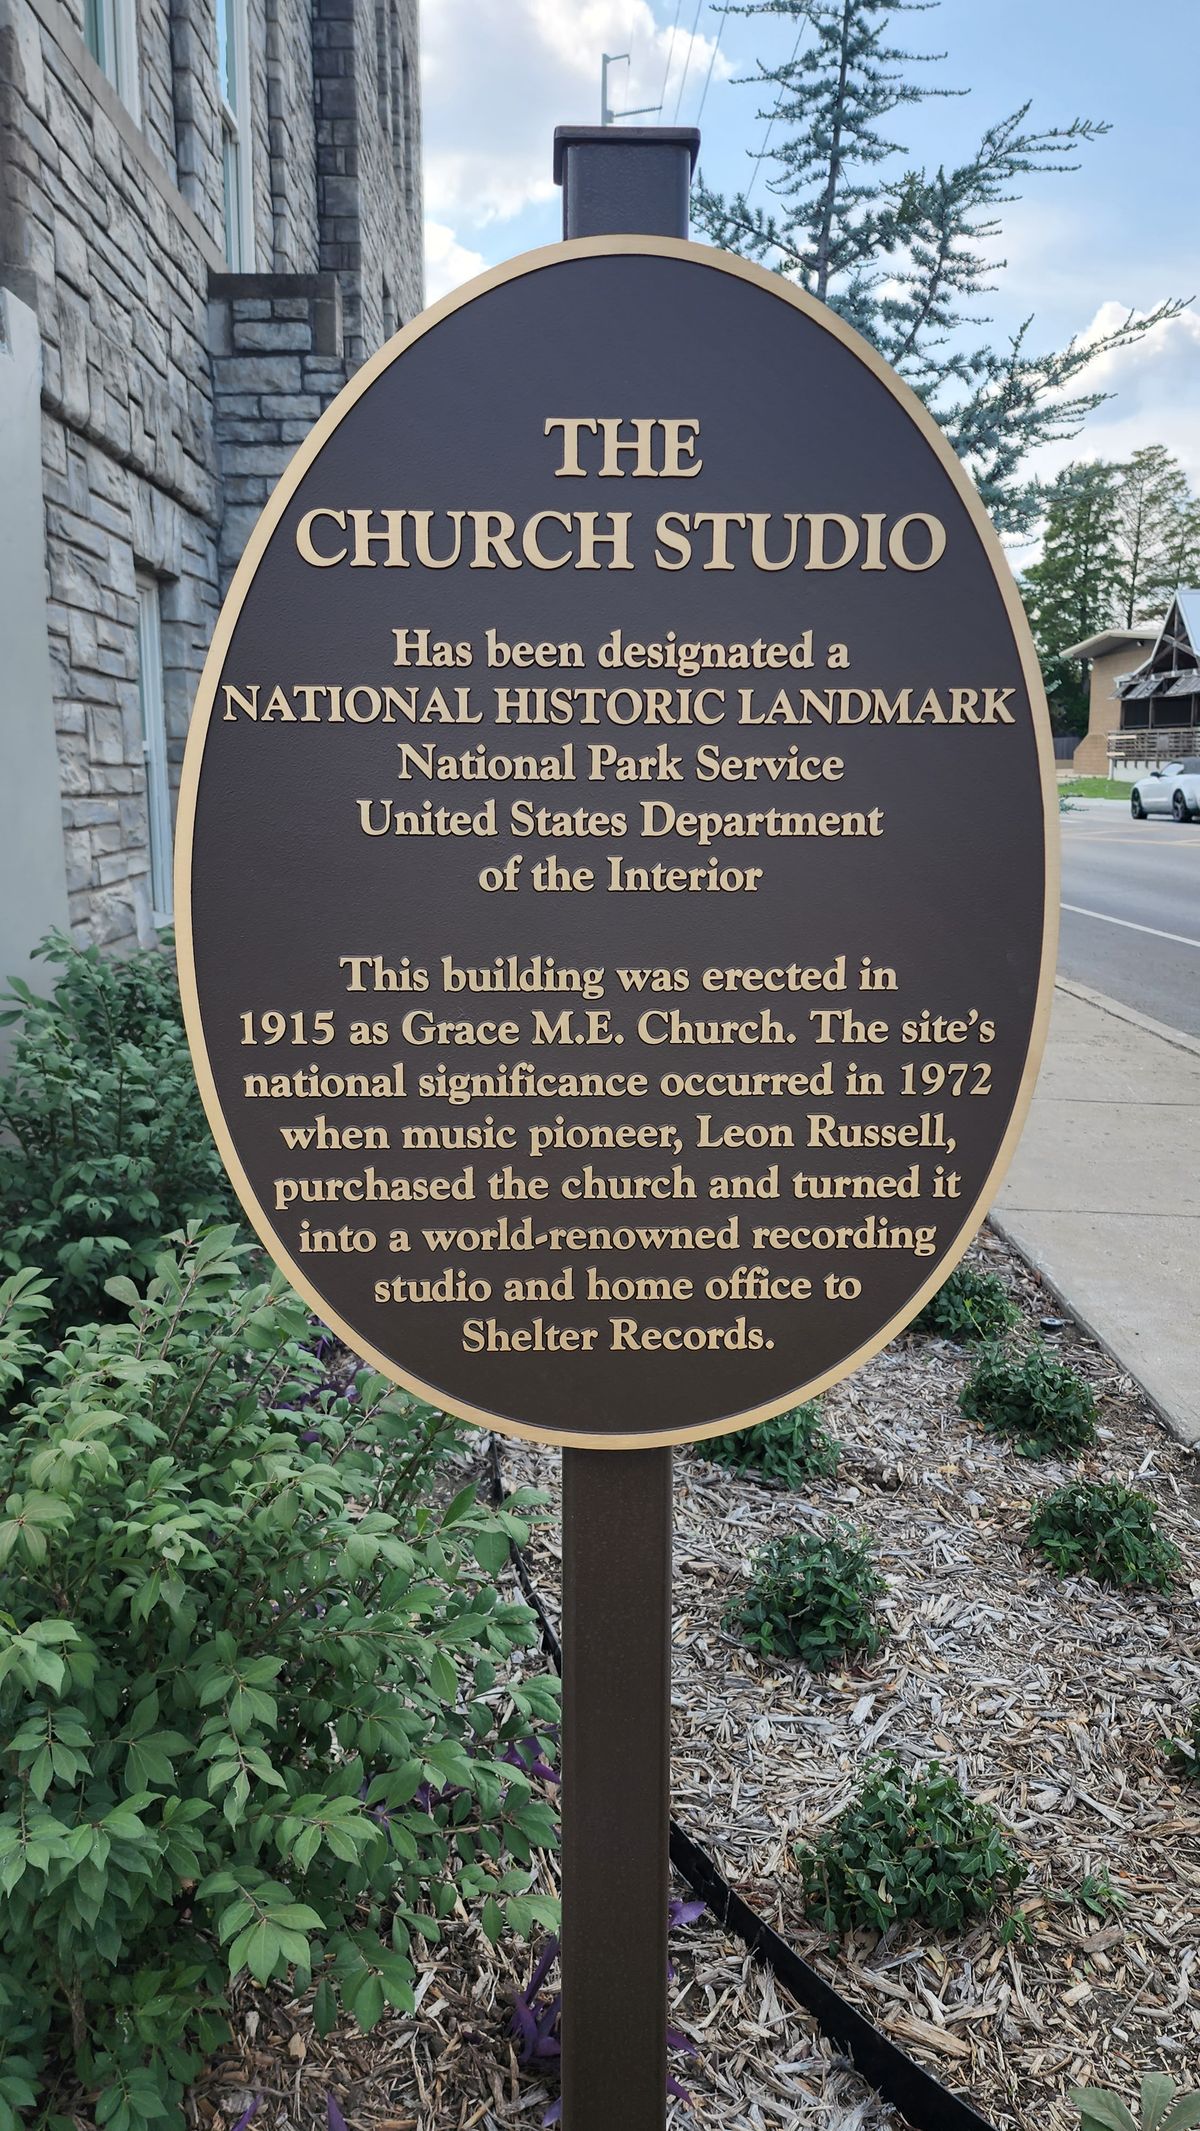 THE
CHURCH STUDIO
Has been designated a
NATIONAL HISTORIC LANDMARK
National Park Service
United States Department
of the Interior
This building was erected in
1915 as Grace M.E. Church. The site's
national significance occurred in 1972
when music pioneer, Leon Russell,
purchased the church and turned it
into a world-renowned recording
studio and home office to
Shelter Records.